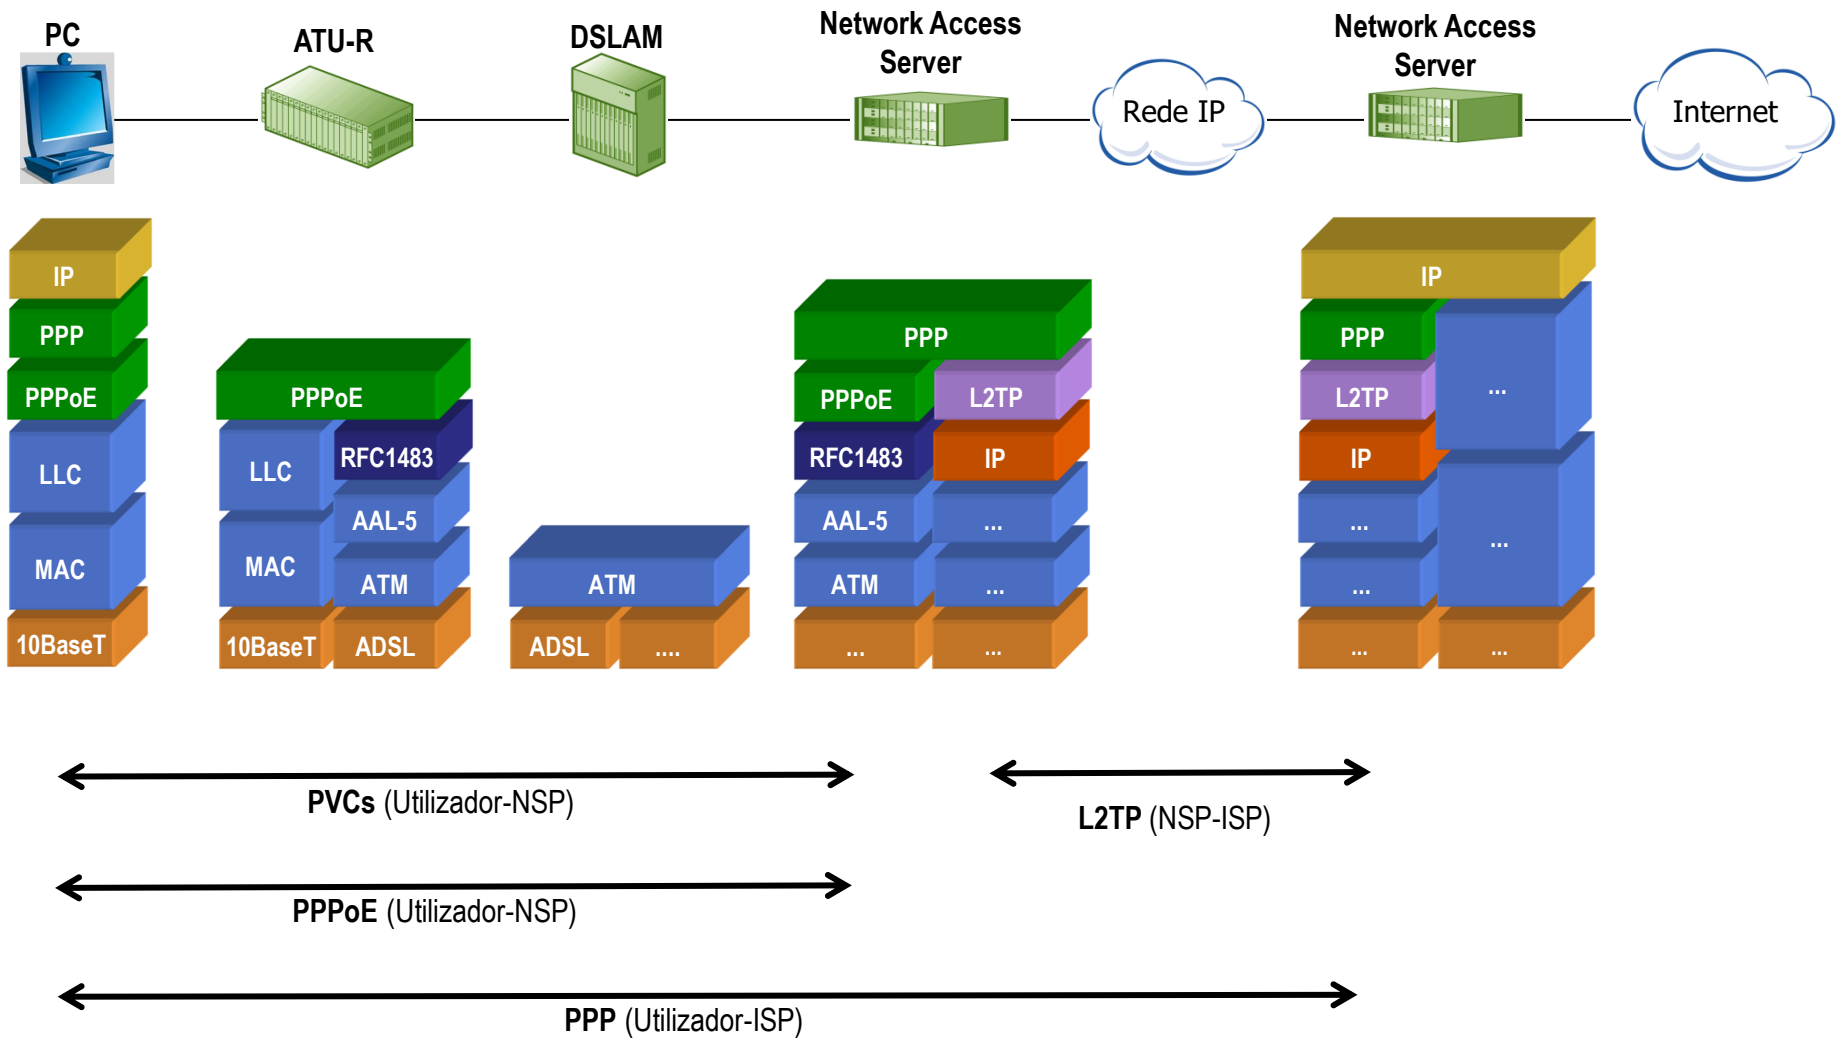 PC
ATU-R
DSLAM
Network Access
Server
Rede IP
Network Access
Server
Internet
IP
PPP
PPPoE
LLC
MAC
10BaseT
PPPoE
LLC
MAC
10BaseT
RFC1483
AAL-5
ATM
ADSL
ATM
ADSL
....
PPP
PPPoE
RFC1483
AAL-5
ATM
...
L2TP
IP
...
...
...
IP
PPP
L2TP
IP
...
...
...
...
...
...
PVCs (Utilizador-NSP)
L2TP (NSP-ISP)
PPPoE (Utilizador-NSP)
PPP (Utilizador-ISP)